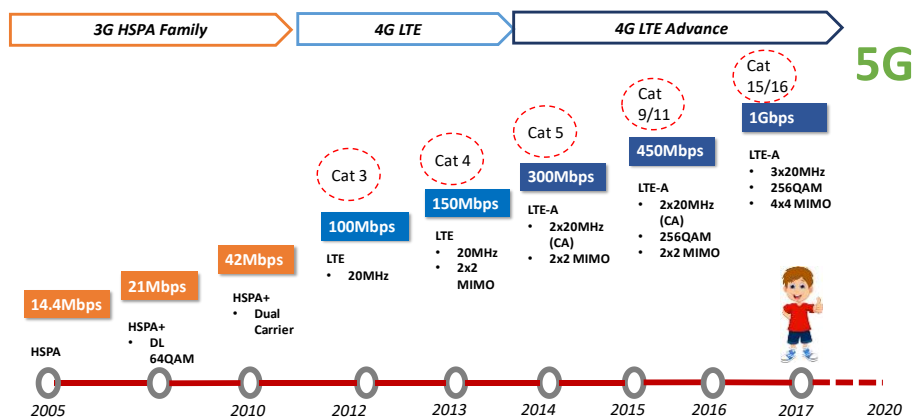 3G HSPA Family
4G LTE
4G LTE Advance
5G
14.4Mbps
HSPA
21Mbps
HSPA+
• DL
64QAM
42Mbps
HSPA+
• Dual
Carrier
Cat 3
100Mbps
LTE
• 20MHz
Cat 4
150Mbps
LTE
• 20MHz
• 2x2
MIMO
Cat 5
300Mbps
LTE-A
• 2x20MHz
(CA)
• 2x2 MIMO
Cat
9/11
450Mbps
LTE-A
• 2x20MHz
(CA)
• 256QAM
• 2x2 MIMO
Cat
15/16
1Gbps
LTE-A
• 3x20MHz
• 256QAM
• 4x4 MIMO
2005
2010
2012
2013
2014
2015
2016
2017
2020